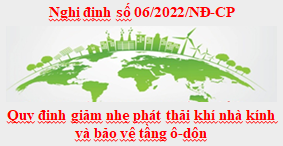 Nghị định số 06/2022/NĐ-CP
Quy định giảm nhẹ phát thải khí nhà kính
và bảo vệ tầng ô-dôn